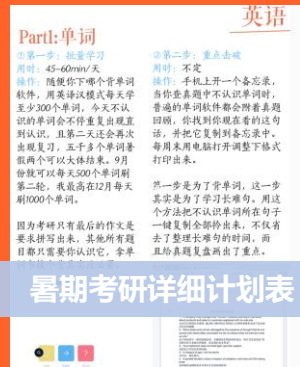 英语
Part1:单词
①第一步：批量学习
用时：45-60min/天
操作：随便你下哪个背单词
软件，用英译汉模式每天学
至少300个单词，今天不认
识的单词会不停重复出现直
到认识，且第二天还会再次
出现复习，五千多个单词暑
假两个可以大体结束。9月
份就可以每天500个单词刷
第二轮，我最高在12月每天
刷1000个单词。
因为考研只有最后的作文是
要求拼写出来，其他所有题
目都只需要你认识它，拿单
②第二步：重点击破
用时：不定
操作：手机上开一个备忘录，
当你查真题中不认识单词时，
普遍的单词软件都会附着真题
回顾，你找到你现在看的这句
话，并把它复制到备忘录中。
每周末用电脑打开调整下格式
打印出来。
第一步是为了背单词，这一步
其实是为了学习长难句。用这
个方法把不认识单词所在句子
一键复制全部拎出来，不仅省
去了整理长难句的时间，而
且给真题复盘画出了重点。
暑期考研详细计划表